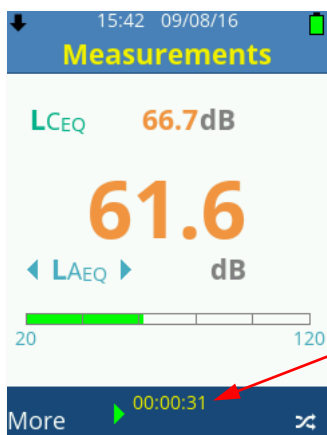 15:42 09/08/16
Measurements
LCEQ 66.7dB
61.6
LAEQ dB
20 120
00:00:31
More